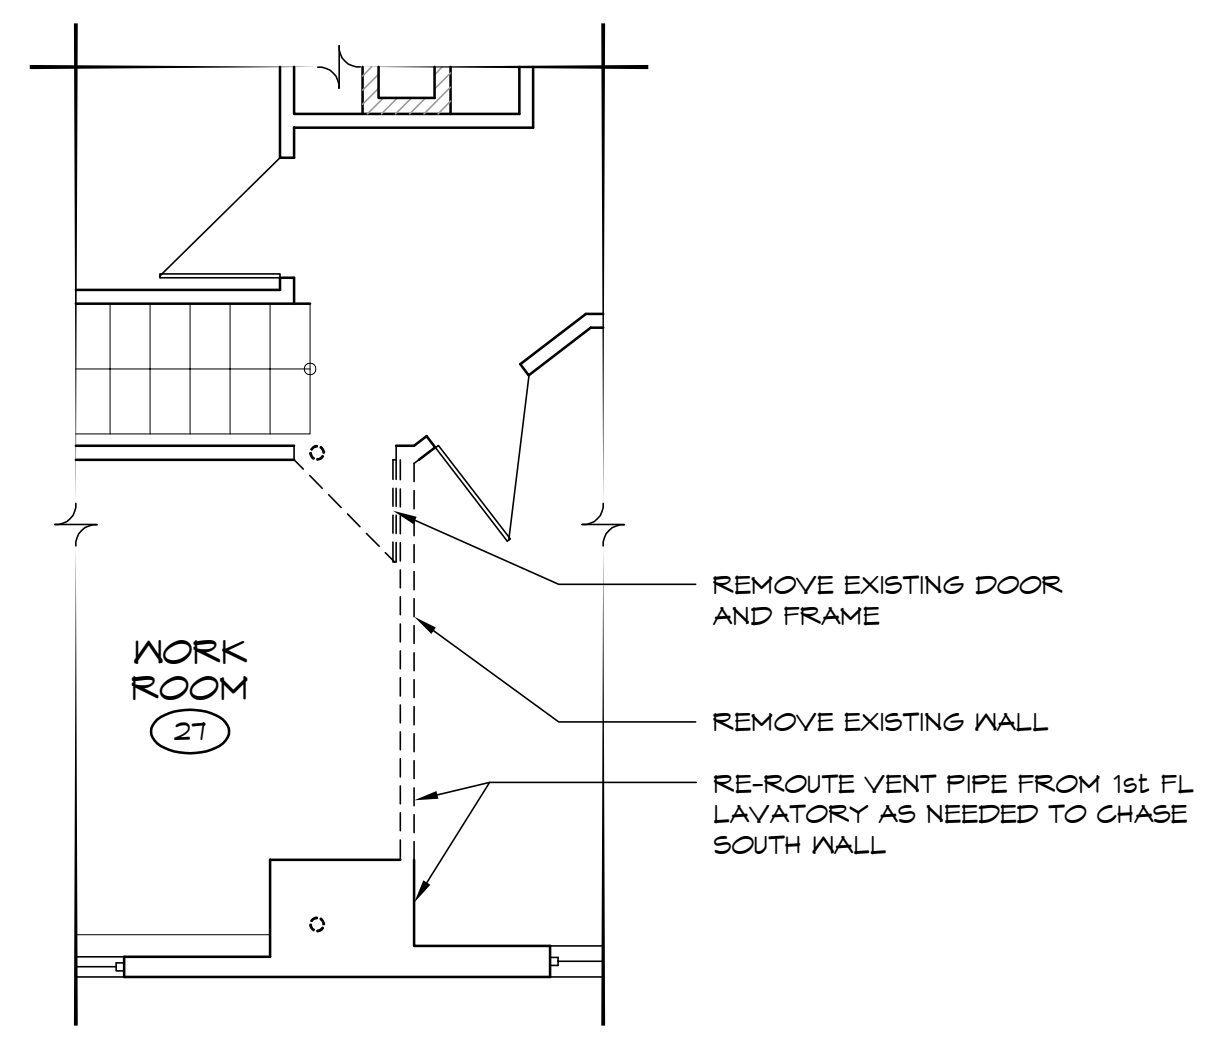 REMOVE EXISTING DOOR
AND FRAME
WORK
ROOM
27
REMOVE EXISTING WALL
RE-ROUTE VENT PIPE FROM 1st FL
LAVATORY AS NEEDED TO CHASE
SOUTH WALL